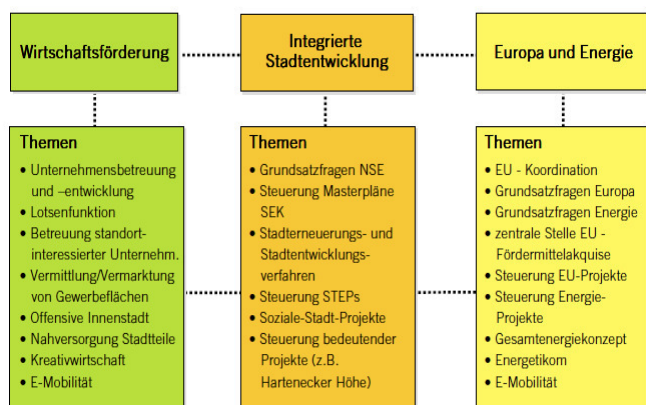 Wirtschaftsförderung
Integrierte
Stadtentwicklung
Europa und Energie
Themen
• Unternehmensbetreuung
und –entwicklung
• Lotsenfunktion
• Betreuung standort-
interessierter Unternehm.
• Vermittlung/Vermarktung
von Gewerbeflächen
• Offensive Innenstadt
• Nahversorgung Stadtteile
• Kreativwirtschaft
• E-Mobilität
Themen
• Grundsatzfragen NSE
• Steuerung Masterpläne
SEK
• Stadterneuerungs- und
Stadtentwicklungs-
verfahren
• Steuerung STEPs
• Soziale-Stadt-Projekte
• Steuerung bedeutender
Projekte (z.B.
Hartenecker Höhe)
Themen
• EU - Koordination
• Grundsatzfragen Europa
• Grundsatzfragen Energie
• zentrale Stelle EU -
Fördermittelakquise
• Steuerung EU-Projekte
• Steuerung Energie-
Projekte
• Gesamtenergiekonzept
• Energetikom
• E-Mobilität